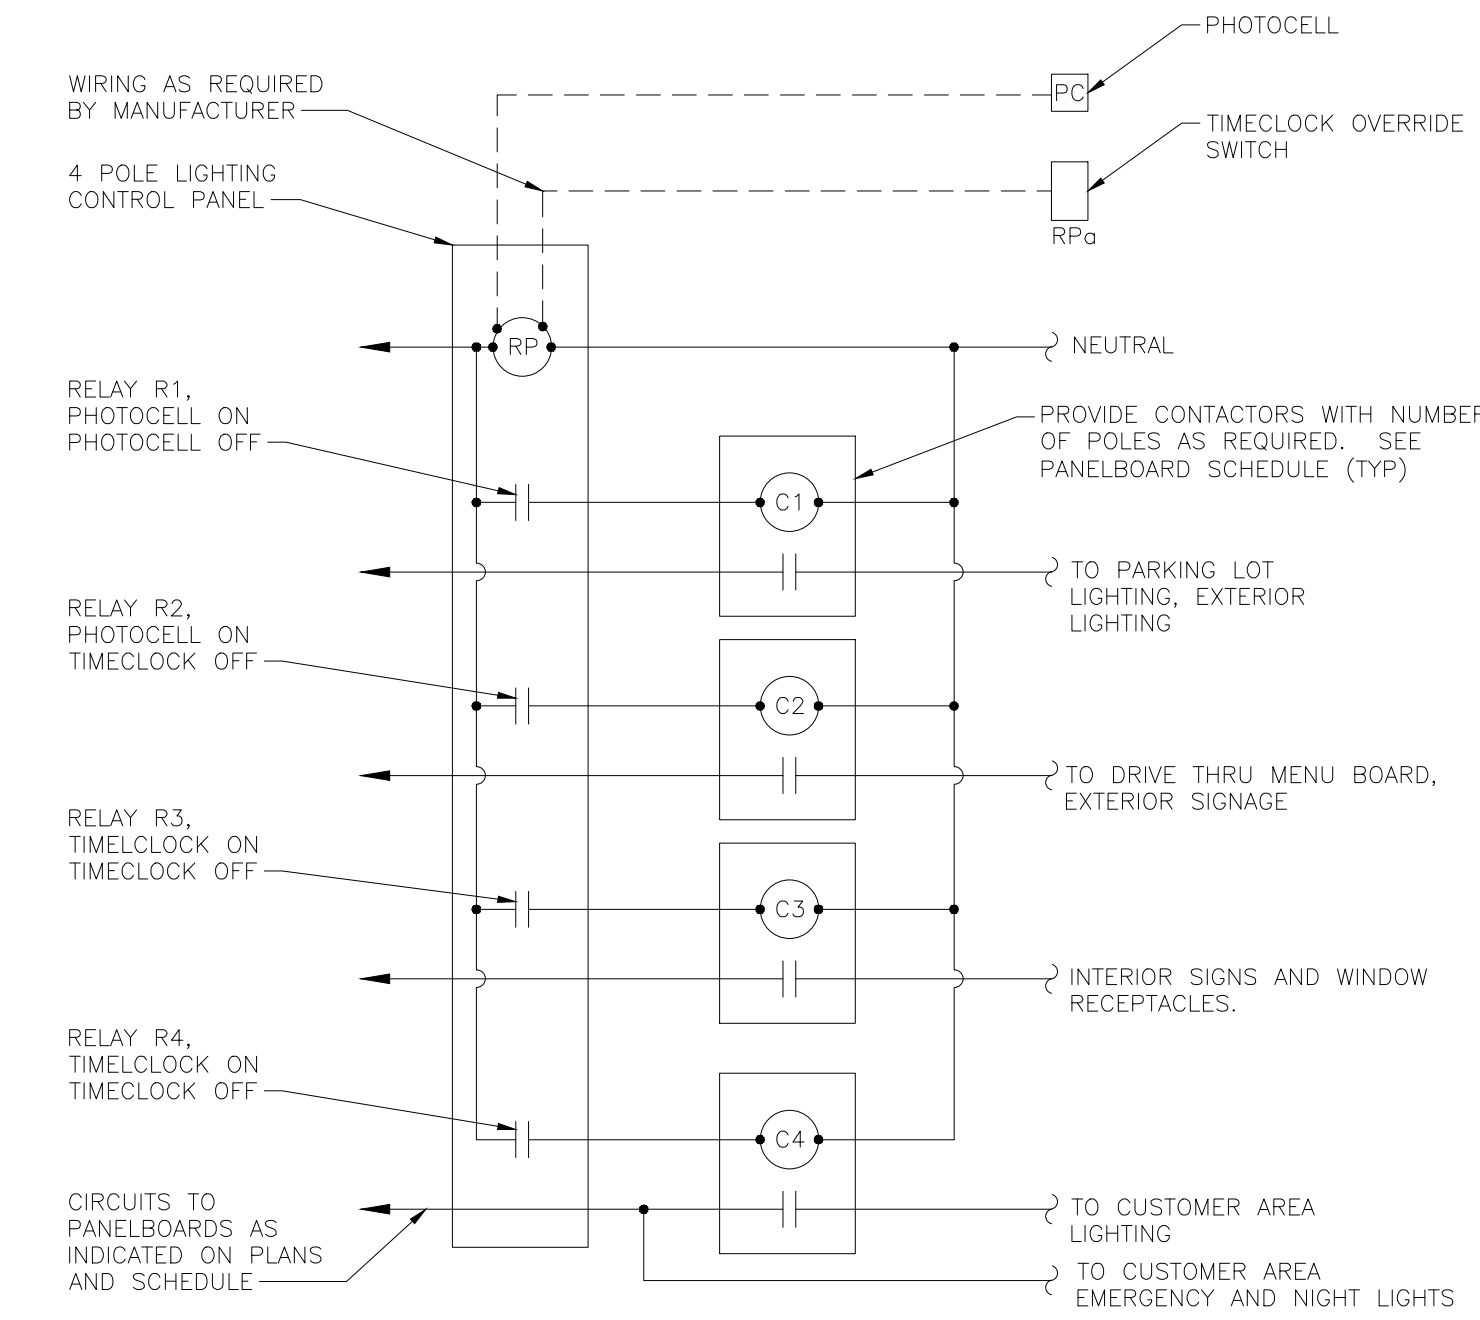 PHOTOCELL
WIRING AS REQUIRED
BY MANUFACTURER
PC
TIMECLOCK OVERRIDE
SWITCH
4 POLE LIGHTING
CONTROL PANEL
RPa
RP
NEUTRAL
RELAY R1,
PHOTOCELL ON
PHOTOCELL OFF
PROVIDE CONTACTORS WITH NUMBER
OF POLES AS REQUIRED. SEE
PANELBOARD SCHEDULE (TYP)
C1
TO PARKING LOT
LIGHTING, EXTERIOR
LIGHTING
RELAY R2,
PHOTOCELL ON
TIMECLOCK OFF
C2
TO DRIVE THRU MENU BOARD,
EXTERIOR SIGNAGE
RELAY R3,
TIMELCLOCK ON
TIMECLOCK OFF
C3
INTERIOR SIGNS AND WINDOW
RECEPTACLES.
RELAY R4,
TIMELCLOCK ON
TIMECLOCK OFF
C4
CIRCUITS TO
PANELBOARDS AS
INDICATED ON PLANS
AND SCHEDULE
TO CUSTOMER AREA
LIGHTING
TO CUSTOMER AREA
EMERGENCY AND NIGHT LIGHTS